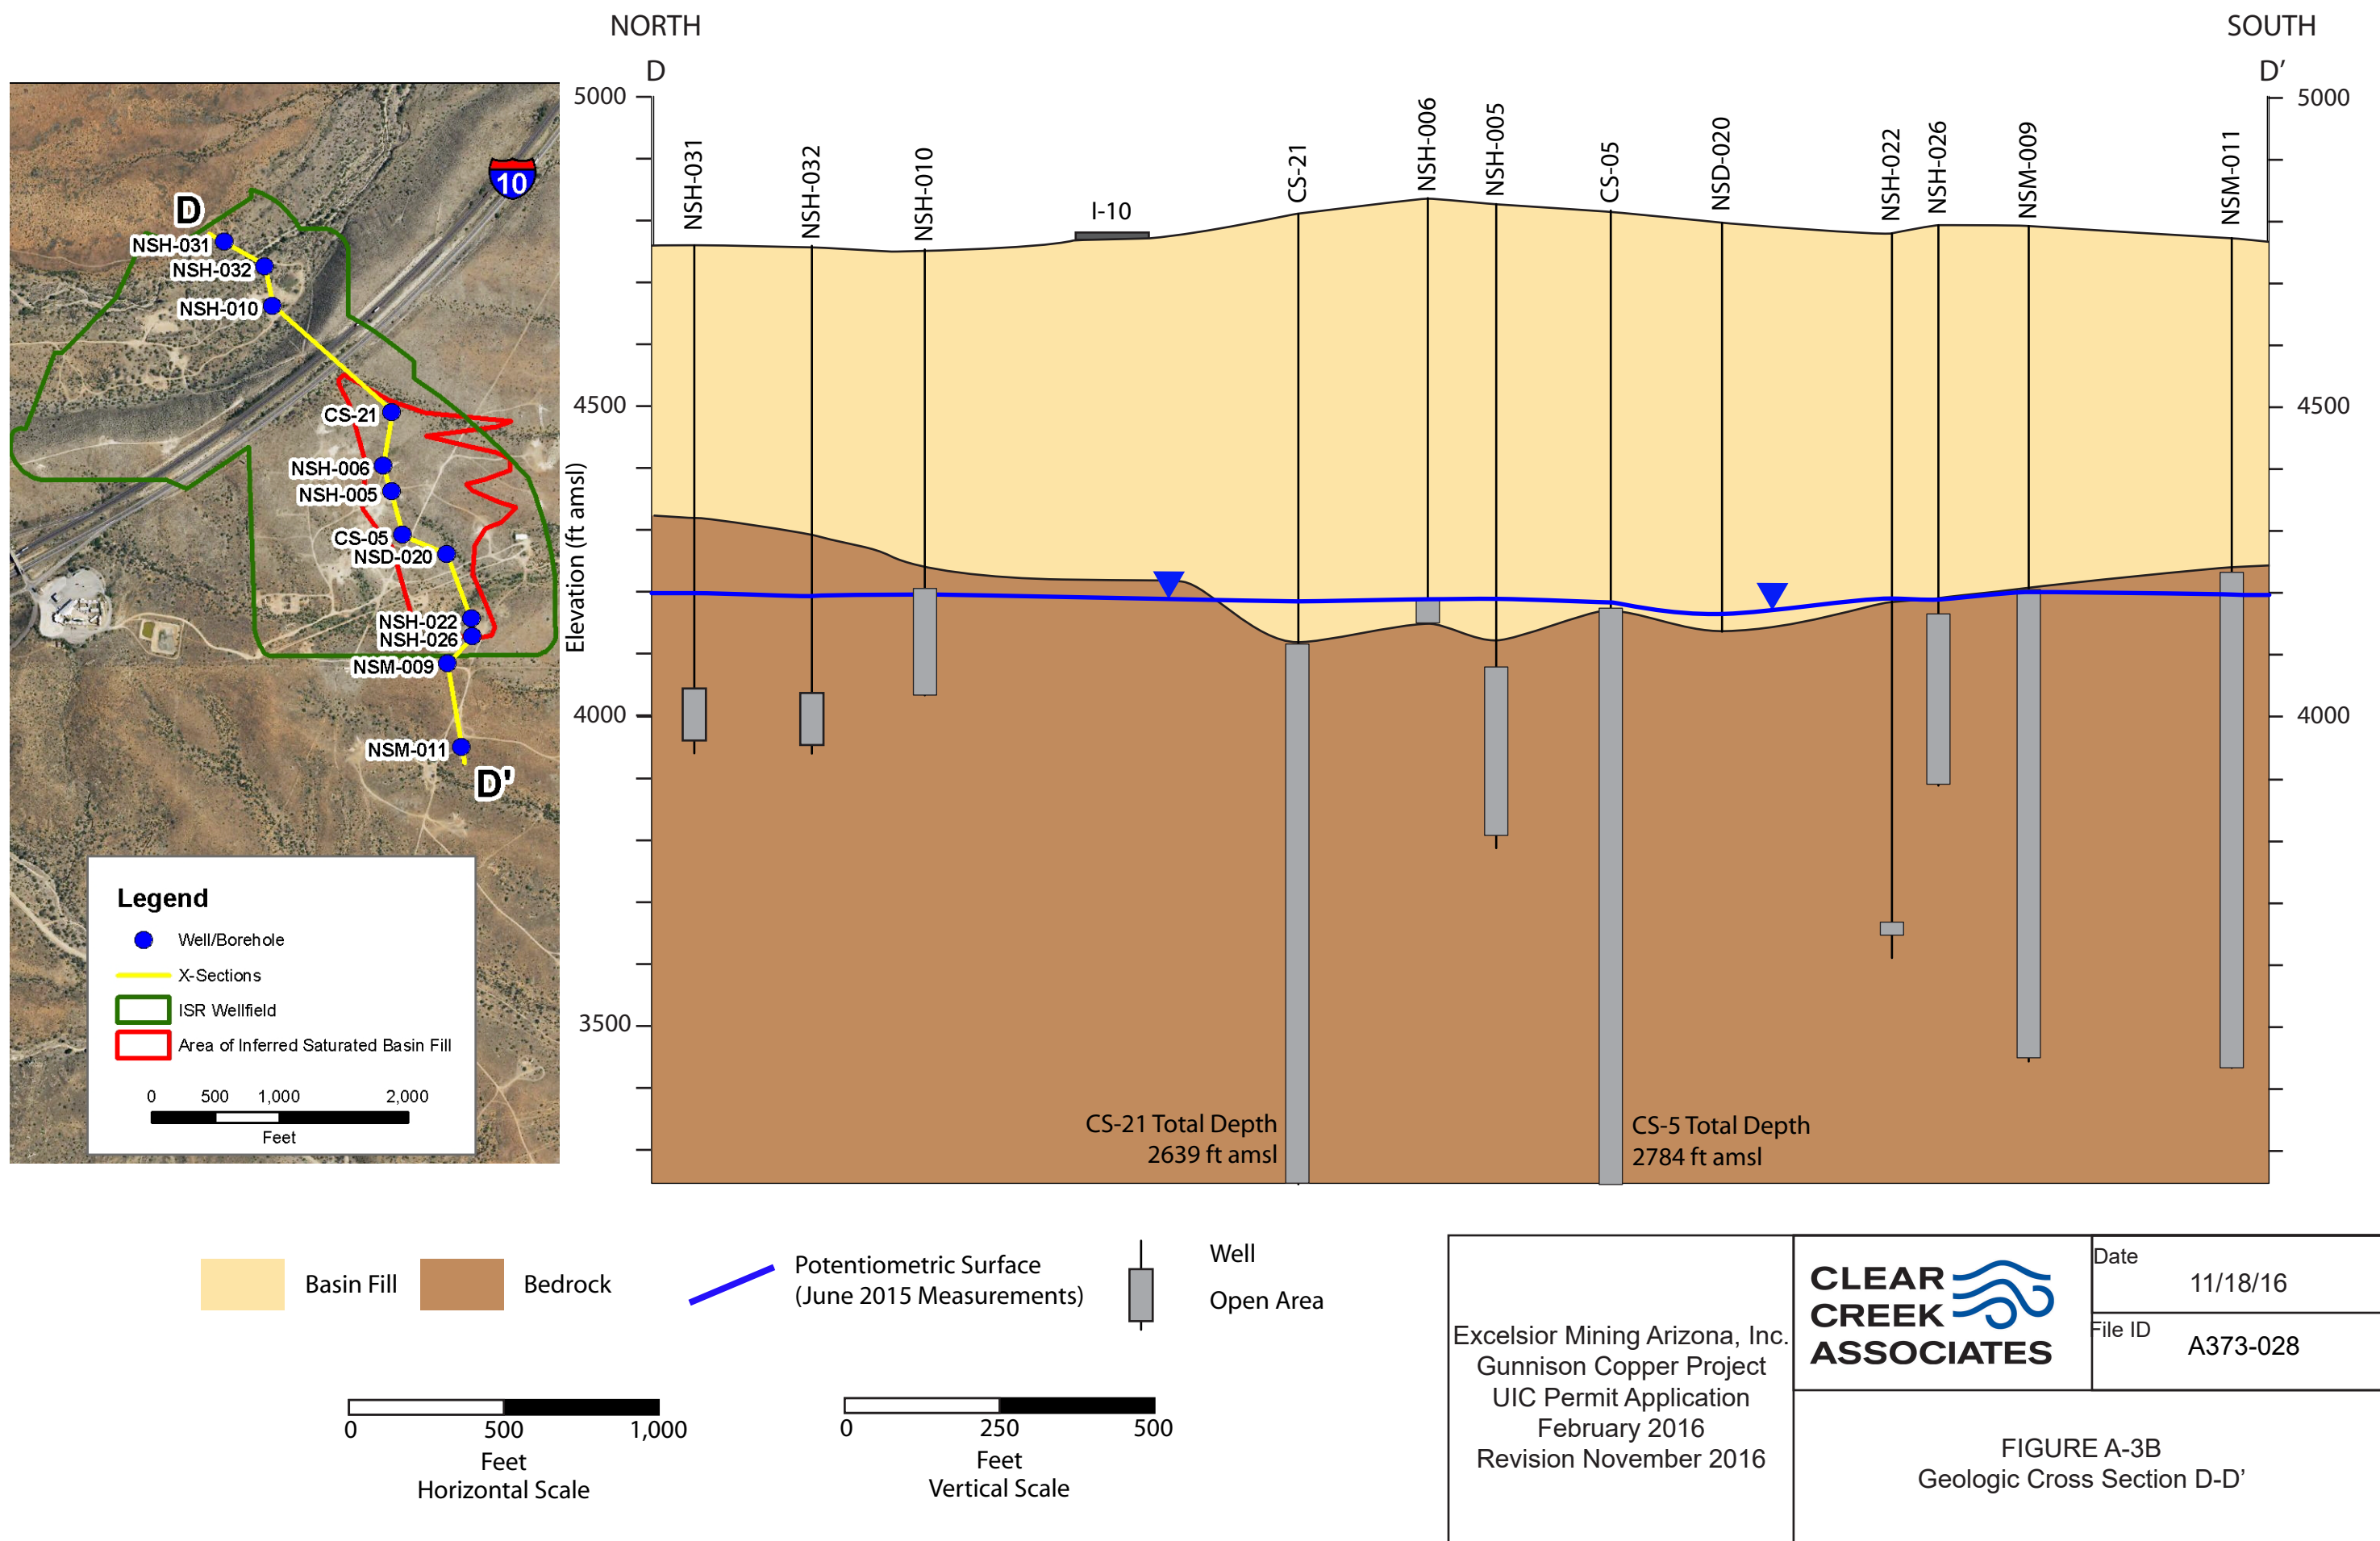 NORTH
SOUTH
D
D’
5000
4500
4000
3500
Elevation (ft amsl)
5000
4500
4000
NSH-031
NSH-032
NSH-010
I-10
CS-21
NSH-006
NSH-005
CS-05
NSD-020
NSH-022
NSH-026
NSM-009
NSM-011
CS-21 Total Depth
2639 ft amsl
CS-5 Total Depth
2784 ft amsl
10
D
NSH-031
NSH-032
NSH-010
CS-21
NSH-006
NSH-005
CS-05
NSD-020
NSH-022
NSH-026
NSM-009
NSM-011
D'
Legend
Well/Borehole
X-Sections
ISR Wellfield
Area of Inferred Saturated Basin Fill
0 500 1,000 2,000
Feet
Basin Fill
Bedrock
Potentiometric Surface
(June 2015 Measurements)
Well
Open Area
0 500 1,000
Feet
Horizontal Scale
0 250 500
Feet
Vertical Scale
Excelsior Mining Arizona, Inc.
Gunnison Copper Project
UIC Permit Application
February 2016
Revision November 2016
CLEAR
CREEK
ASSOCIATES
Date
11/18/16
File ID
A373-028
FIGURE A-3B
Geologic Cross Section D-D’